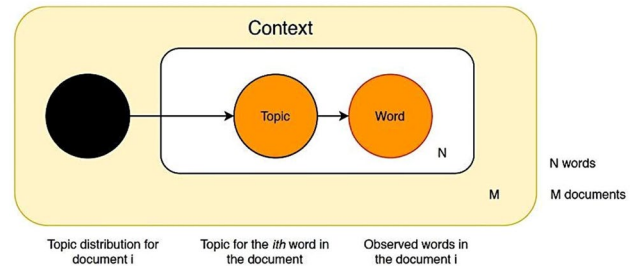 Context
Topic
Word
N
N words
M
M documents
Topic distribution for
document i
Topic for the ith word in
the document
Observed words in
the document i